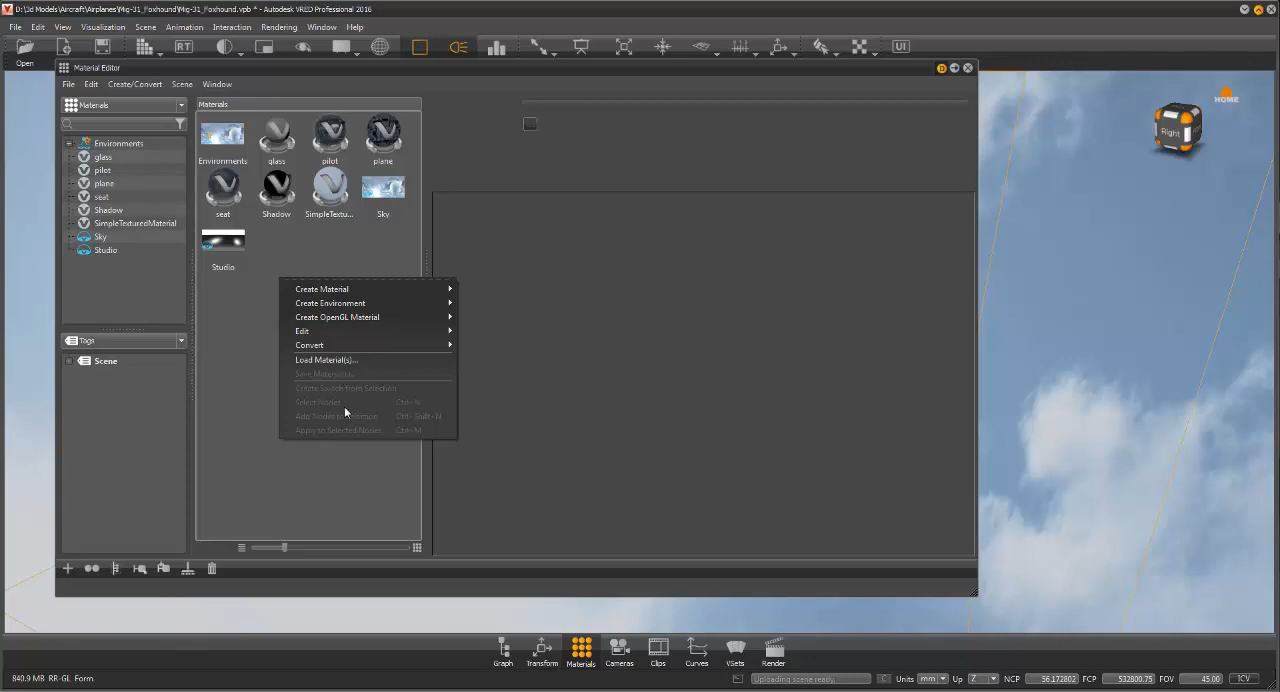 D:\3d Models\Aircraft\Airplanes\Mig-31_Foxhound\Mig-31_Foxhound.vpb * - Autodesk VRED Professional 2016
File Edit View Visualization Scene Animation Interaction Rendering Window Help
RT UI
Open
Material Editor
D
File Edit Create/Convert Scene Window
Materials
Materials
Environments
glass
pilot
plane
seat
Shadow
SimpleTexturedMaterial
Sky
Studio
Environments glass pilot plane
seat Shadow SimpleTextu... Sky
Studio
HOME
Right
Create Material
Create Environment
Create OpenGL Material
Edit
Convert
Load Material(s)...
Save Material(s)...
Create Switch from Selection
Select Nodes Ctrl+N
Ctrl+Shift+N
Apply to Selected Nodes Ctrl+M
Tags
Scene
Graph Transform Materials Cameras Clips Curves VSets Render
840.9 MB RR-GL Form
Uploading scene ready. C Units mm Up Z NCP 56.172802 FCP 532800.75 FOV 45.00 ICV